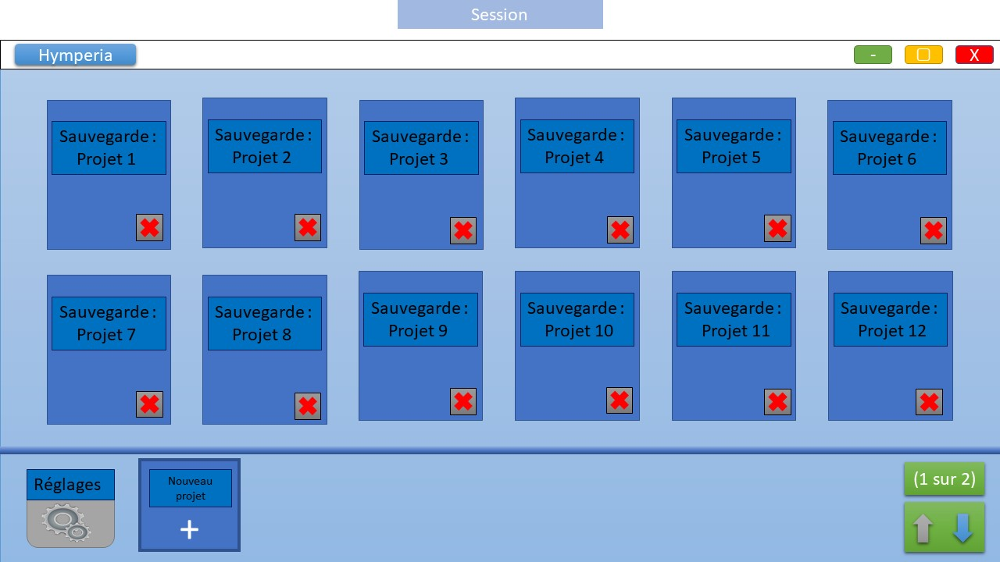 Session
Hymperia
-
X
Sauvegarde :
Projet 1
Sauvegarde :
Projet 2
Sauvegarde :
Projet 3
Sauvegarde :
Projet 4
Sauvegarde :
Projet 5
Sauvegarde :
Projet 6
Sauvegarde :
Projet 7
Sauvegarde :
Projet 8
Sauvegarde :
Projet 9
Sauvegarde :
Projet 10
Sauvegarde :
Projet 11
Sauvegarde :
Projet 12
Réglages
Nouveau
projet
+
(1 sur 2)